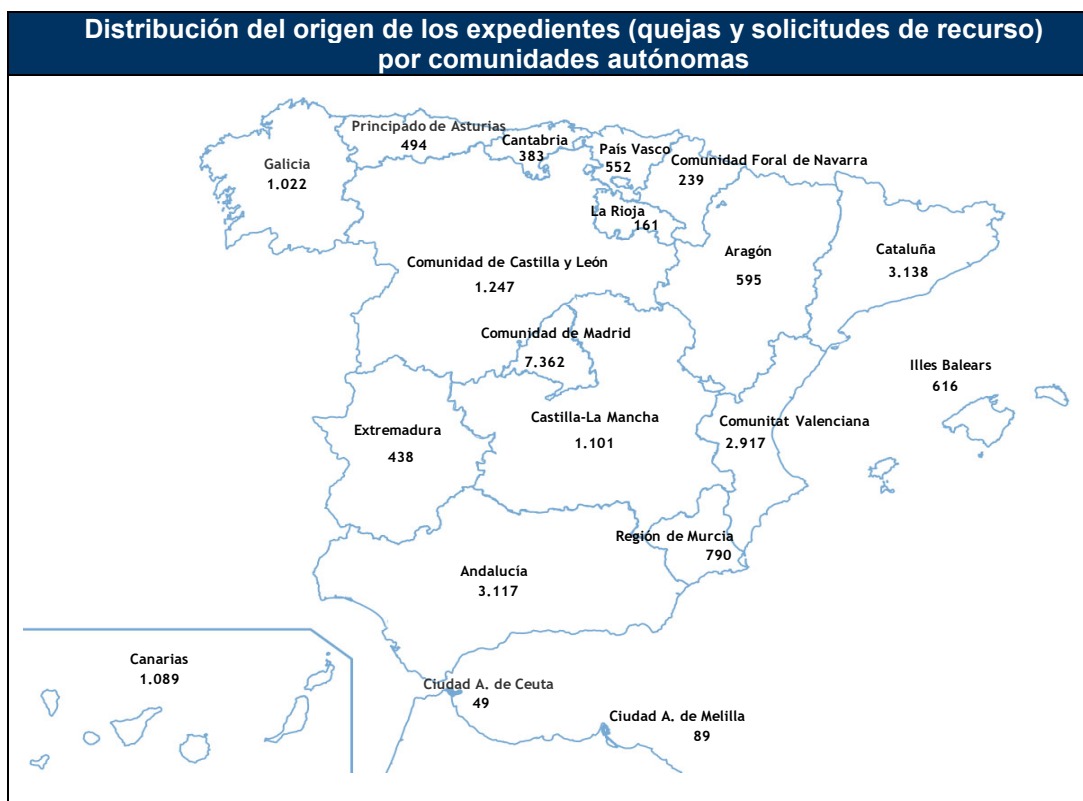 Distribución del origen de los expedientes (quejas y solicitudes de recurso)
por comunidades autónomas
Principado de Asturias
494
Cantabria
383
País Vasco
552
Comunidad Foral de Navarra
239
Galicia
1.022
La Rioja
161
Aragón
595
Cataluña
3.138
Comunidad de Castilla y León
1.247
Comunidad de Madrid
7.362
Illes Balears
616
Extremadura
438
Castilla-La Mancha
1.101
Comunitat Valenciana
2.917
Región de Murcia
790
Andalucía
3.117
Canarias
1.089
Ciudad A. de Ceuta
49
Ciudad A. de Melilla
89